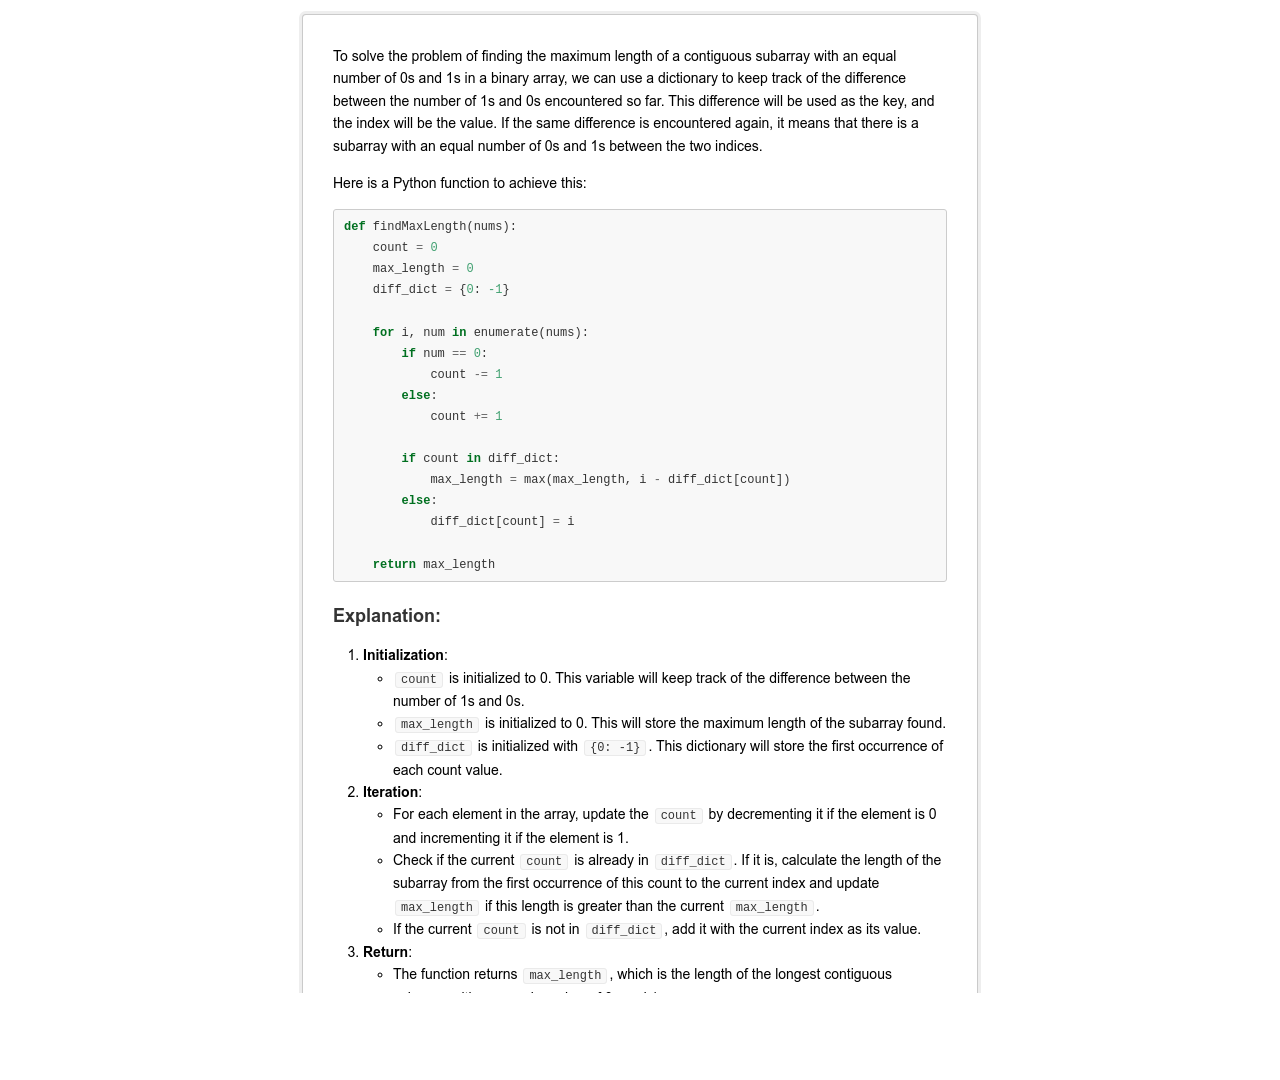 To solve the problem of finding the maximum length of a contiguous subarray with an equal
number of 0s and 1s in a binary array, we can use a dictionary to keep track of the difference
between the number of 1s and 0s encountered so far. This difference will be used as the key, and
the index will be the value. If the same difference is encountered again, it means that there is a
subarray with an equal number of 0s and 1s between the two indices.
Here is a Python function to achieve this:
def findMaxLength(nums):
    count = 0
    max_length = 0
    diff_dict = {0: -1}
    for i, num in enumerate(nums):
        if num == 0:
            count -= 1
        else:
            count += 1
        if count in diff_dict:
            max_length = max(max_length, i - diff_dict[count])
        else:
            diff_dict[count] = i
    return max_length
Explanation:
1. Initialization:
◦ count is initialized to 0. This variable will keep track of the difference between the
number of 1s and 0s.
◦ max_length is initialized to 0. This will store the maximum length of the subarray found.
◦ diff_dict is initialized with {0: -1}. This dictionary will store the first occurrence of
each count value.
2. Iteration:
◦ For each element in the array, update the count by decrementing it if the element is 0
and incrementing it if the element is 1.
◦ Check if the current count is already in diff_dict. If it is, calculate the length of the
subarray from the first occurrence of this count to the current index and update
max_length if this length is greater than the current max_length.
◦ If the current count is not in diff_dict, add it with the current index as its value.
3. Return:
◦ The function returns max_length, which is the length of the longest contiguous